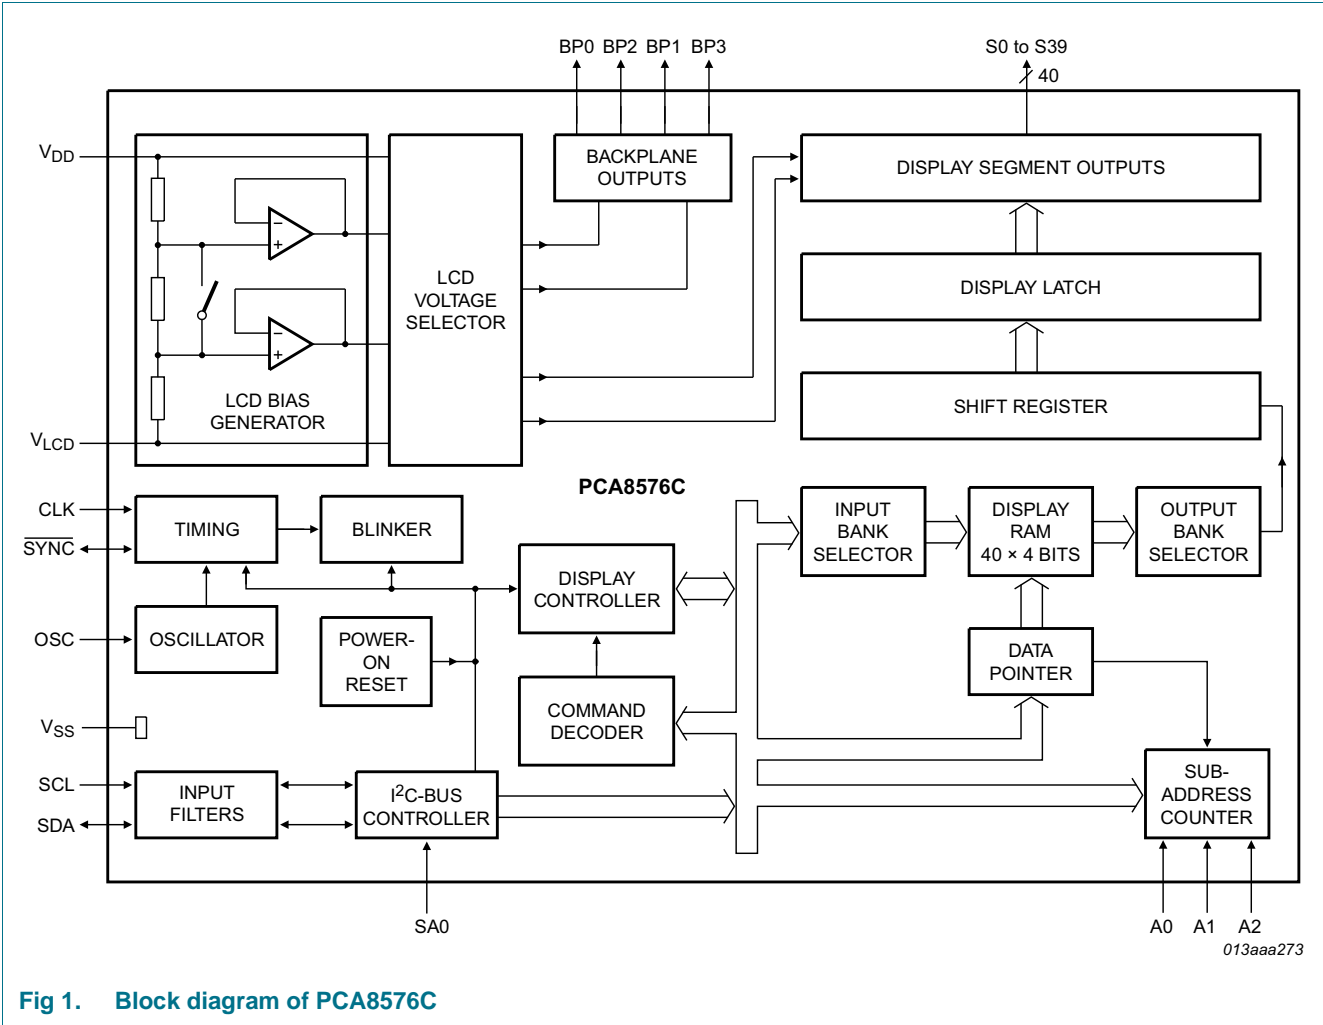 BP0 BP2 BP1 BP3
S0 to S39
40
VDD
BACKPLANE
OUTPUTS
DISPLAY SEGMENT OUTPUTS
LCD
VOLTAGE
SELECTOR
DISPLAY LATCH
LCD BIAS
GENERATOR
SHIFT REGISTER
VLCD
PCA8576C
CLK
SYNC
TIMING
BLINKER
INPUT
BANK
SELECTOR
DISPLAY
RAM
40 × 4 BITS
OUTPUT
BANK
SELECTOR
DISPLAY
CONTROLLER
OSC
OSCILLATOR
POWER-
ON
RESET
DATA
POINTER
COMMAND
DECODER
VSS
SCL
SDA
INPUT
FILTERS
I2C-BUS
CONTROLLER
SUB-
ADDRESS
COUNTER
SA0
A0 A1 A2
013aaa273
Fig 1. Block diagram of PCA8576C